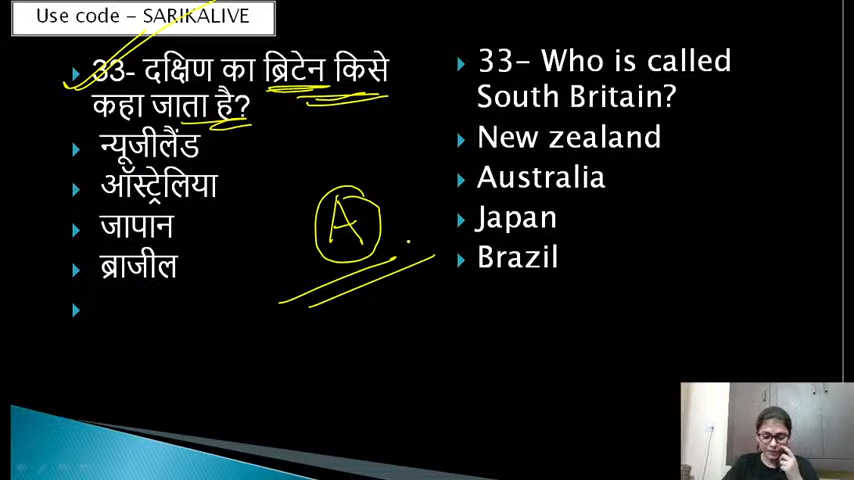 Use code – SARIKALIVE
33- दक्षिण का ब्रिटेन किसे
कहा जाता है?
न्यूजीलैंड
ऑस्ट्रेलिया
जापान
ब्राजील
A
33- Who is called
South Britain?
New zealand
Australia
Japan
Brazil